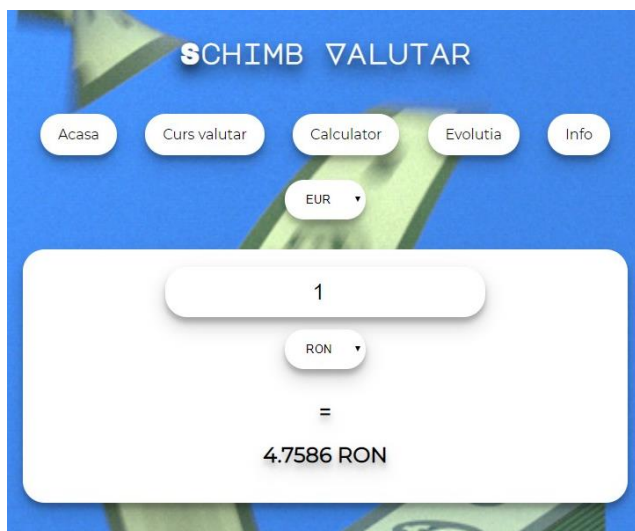 SCHIMB VALUTAR
Acasa Curs valutar Calculator Evolutia Info
EUR
1
RON
=
4.7586 RON